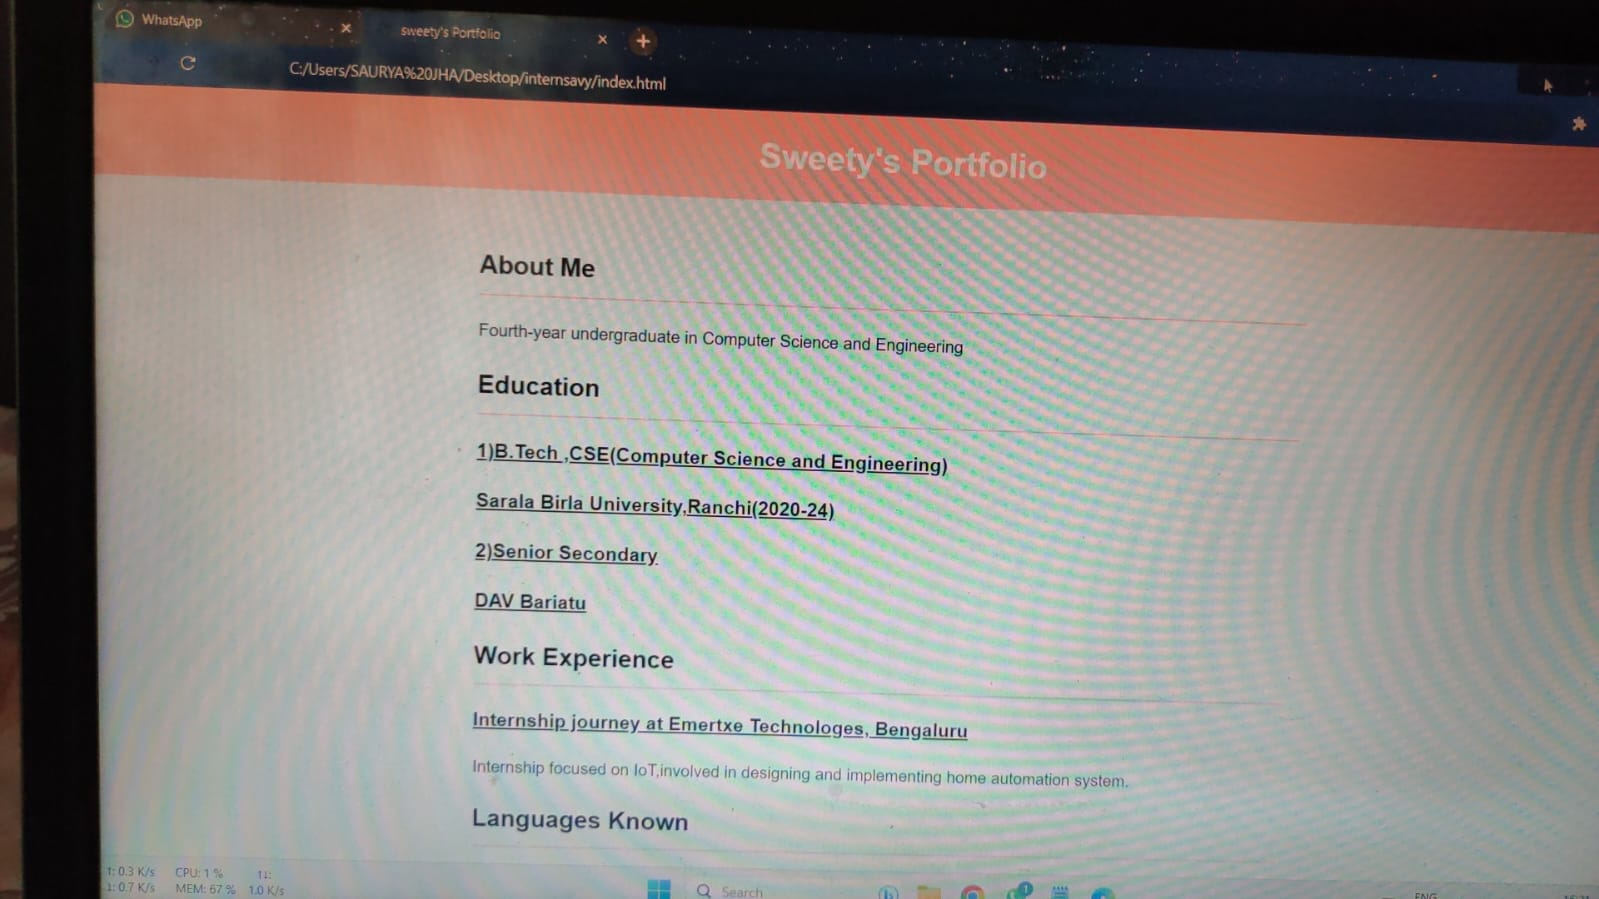 WhatsApp
sweety's Portfolio
C:/Users/SAURYA%20JHA/Desktop/internsavy/index.html
Sweety's Portfolio
About Me
Fourth-year undergraduate in Computer Science and Engineering
Education
1)B.Tech ,CSE(Computer Science and Engineering)
Sarala Birla University,Ranchi(2020-24)
2)Senior Secondary
DAV Bariatu
Work Experience
Internship journey at Emertxe Technologes, Bengaluru
Internship focused on IoT,involved in designing and implementing home automation system.
Languages Known
0.3 K/s CPU: 1 %
0.7 K/s MEM: 67 % 1.0 K/s
Search
1
ENG